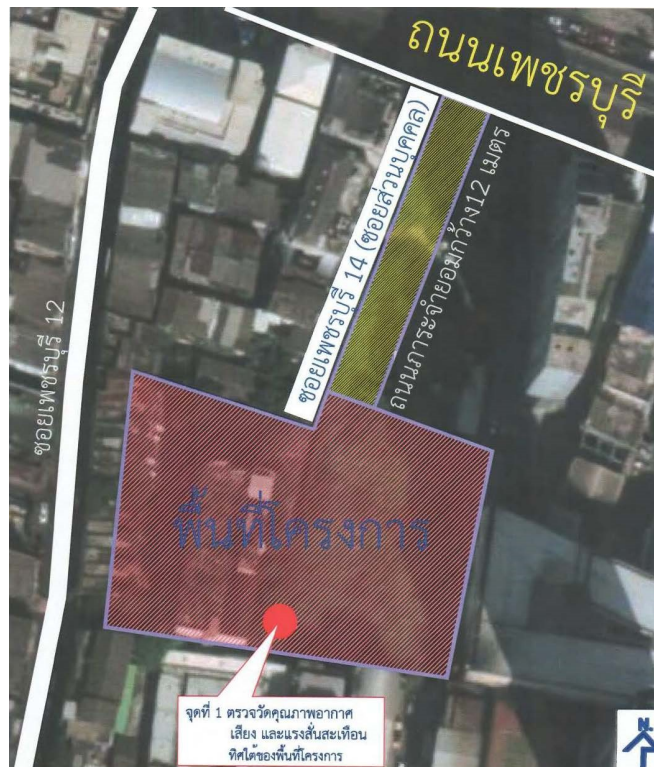 ถนนเพชรบุรี
ซอยเพชรบุรี 14 (ซอยส่วนบุคคล)
ถนนภาระจำยอมกว้าง12 เมตร
ซอยเพชรบุรี 12
พื้นที่โครงการ
จุดที่ 1 ตรวจวัดคุณภาพอากาศ
เสียง และแรงสั่นสะเทือน
ทิศใต้ของพื้นที่โครงการ
N